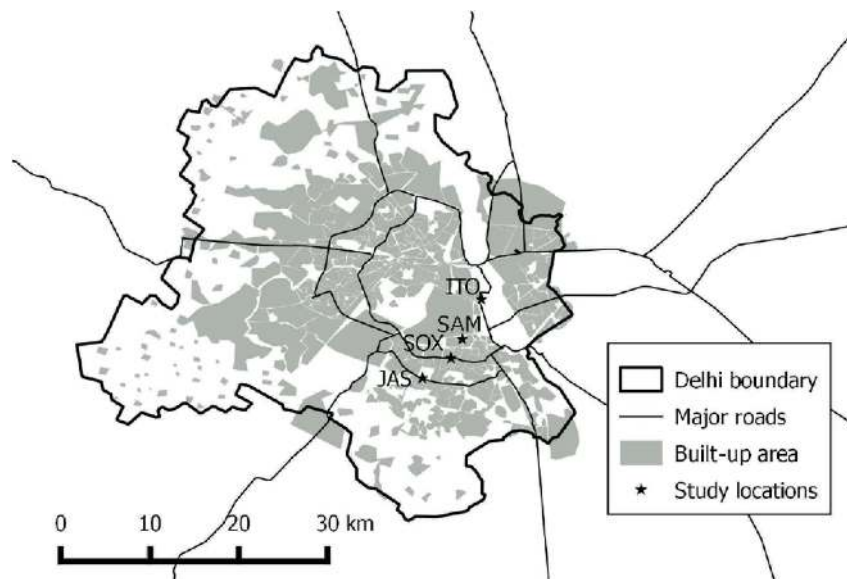 ITO
SAM
SOX
JAS
Delhi boundary
Major roads
Built-up area
Study locations
0 10 20 30 km